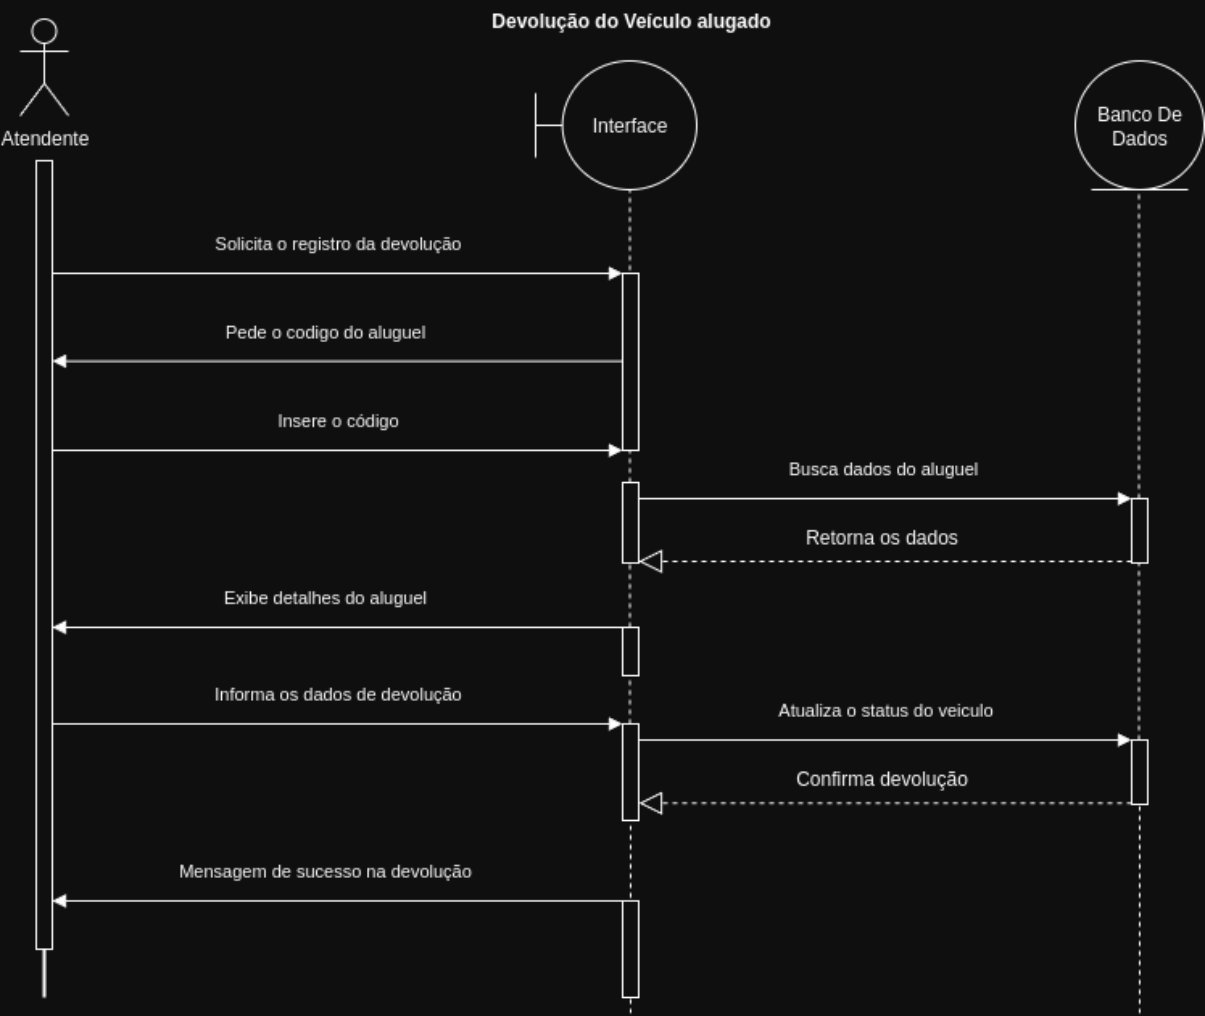 Devolução do Veículo alugado
Atendente
Interface
Banco De
Dados
Solicita o registro da devolução
Pede o codigo do aluguel
Insere o código
Busca dados do aluguel
Retorna os dados
Exibe detalhes do aluguel
Informa os dados de devolução
Atualiza o status do veiculo
Confirma devolução
Mensagem de sucesso na devolução